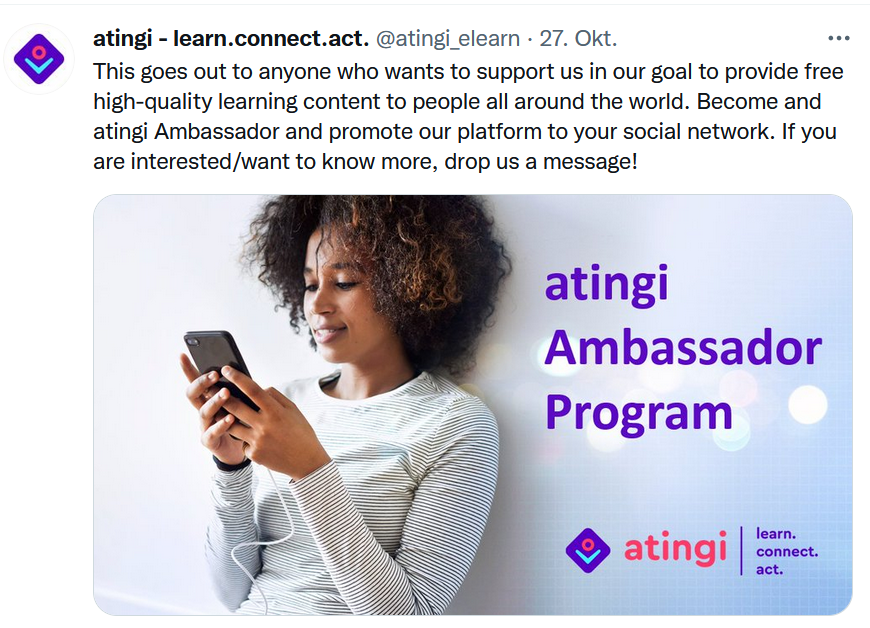 atingi - learn.connect.act. @atingi_elearn · 27. Okt.
This goes out to anyone who wants to support us in our goal to provide free
high-quality learning content to people all around the world. Become and
atingi Ambassador and promote our platform to your social network. If you
are interested/want to know more, drop us a message!
atingi
Ambassador
Program
atingi
learn.
connect.
act.